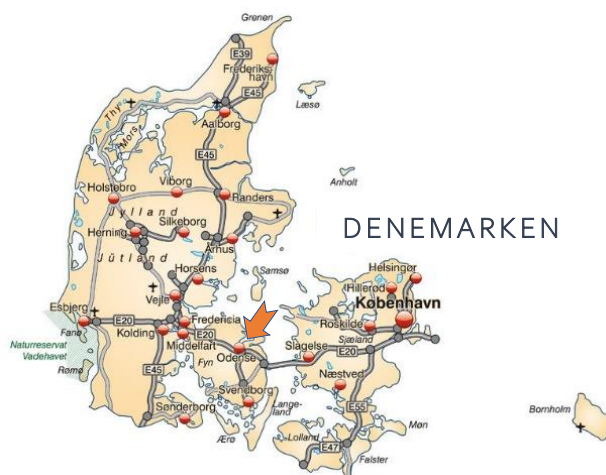 Grenen
E39
Frederiks-
havn
E45
Læsø
Thy
Mors
Aalborg
E45
Anholt
Holstebro
Viborg
Randers
Jylland
Silkeborg
Herning
DENEMARKEN
Århus
Jütland
Helsingør
Samsø
Hillerød
Horsens
København
Vejle
Esbjerg
Roskilde
Fredericia
Fanø
E20
E20
Sjæland
Kolding
Naturreservat
Vadehavet
Middelfart
Slagelse
E20
Odense
Fyn
Rømø
E45
Næstved
Svendborg
Lange-
land
Sønderborg
E55
Bornholm
Møn
Ærø
Lolland
E47
Falster